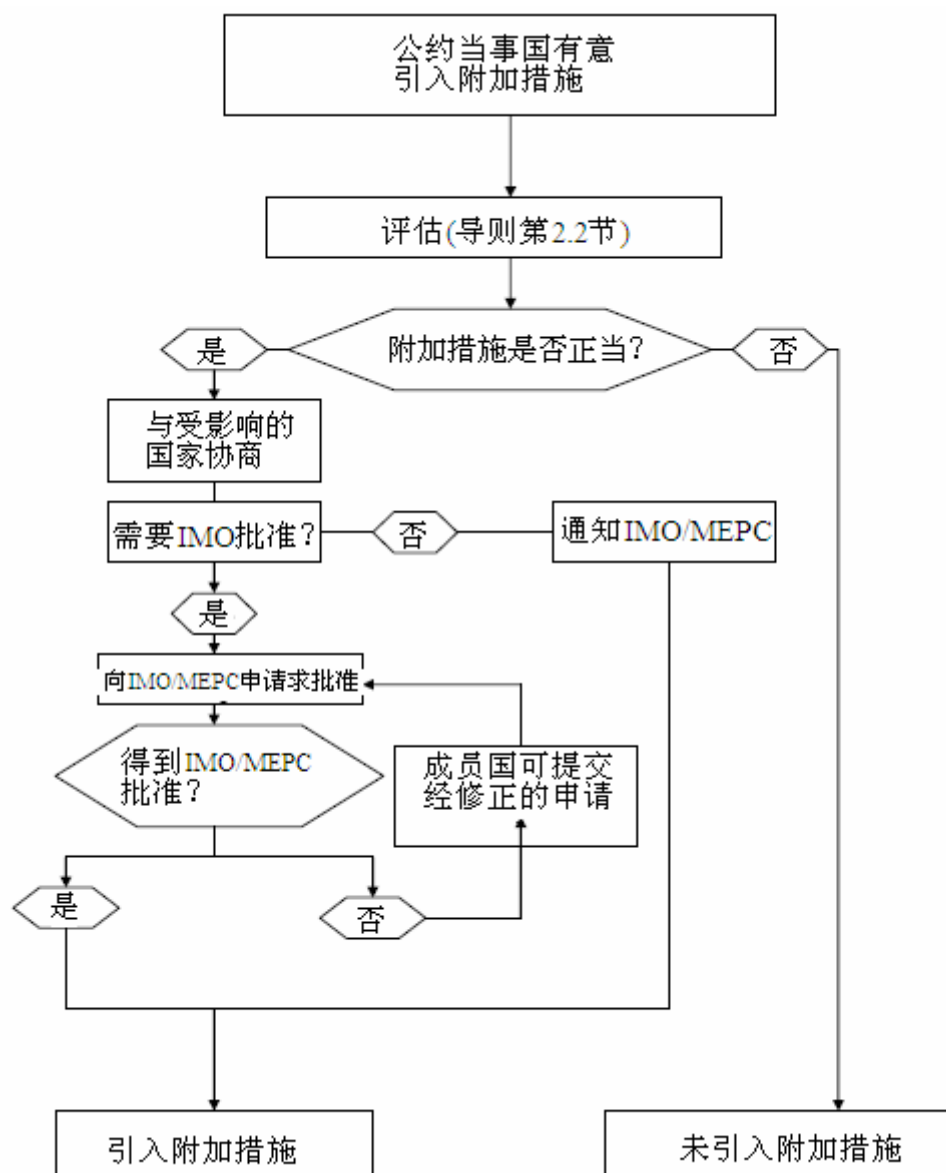 公约当事国有意
引入附加措施
评估(导则第2.2节)
是
附加措施是否正当？
否
与受影响的
国家协商
需要IMO批准？
否
通知IMO/MEPC
是
向IMO/MEPC申请求批准
得到IMO/MEPC
批准？
成员国可提交
经修正的申请
是
否
引入附加措施
未引入附加措施